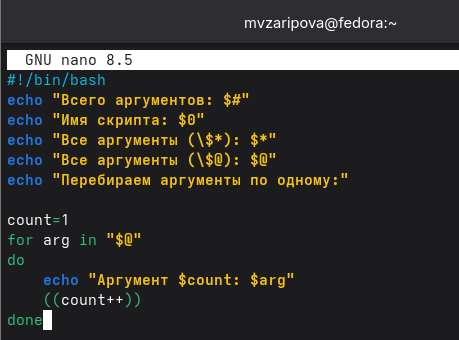 mvzaripova@fedora:~
GNU nano 8.5
#!/bin/bash
echo "Всего аргументов: $#"
echo "Имя скрипта: $0"
echo "Все аргументы (\$*): $*"
echo "Все аргументы (\$@): $@"
echo "Перебираем аргументы по одному:"

count=1
for arg in "$@"
do
    echo "Аргумент $count: $arg"
    ((count++))
done